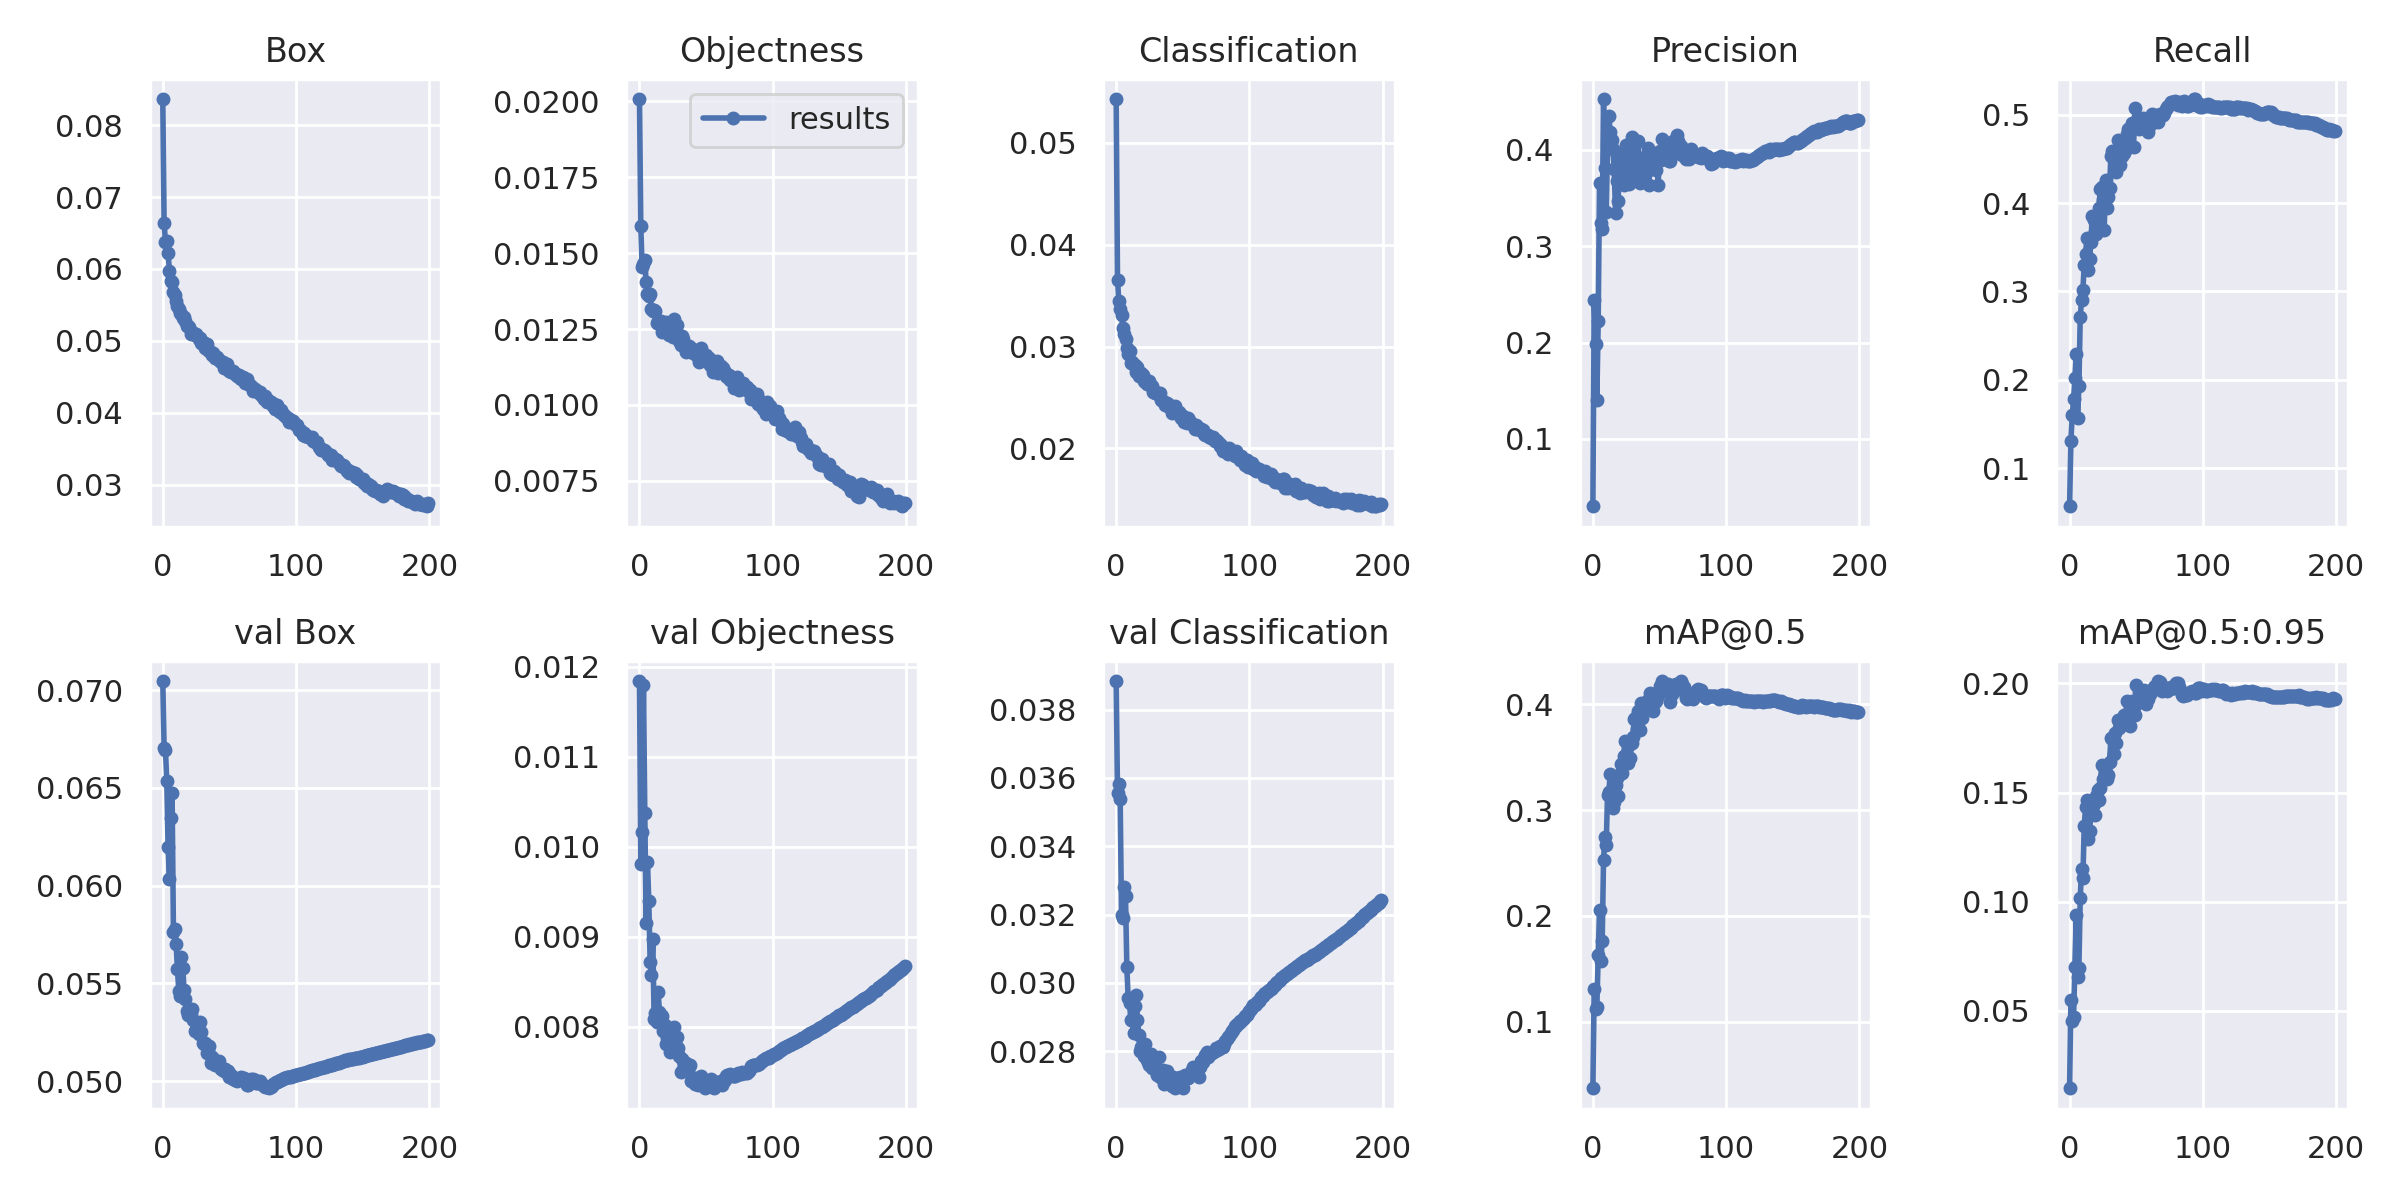 Box
0.08
0.07
0.06
0.05
0.04
0.03
0 100 200
Objectness
results
0.0200
0.0175
0.0150
0.0125
0.0100
0.0075
0 100 200
Classification
0.05
0.04
0.03
0.02
0 100 200
Precision
0.4
0.3
0.2
0.1
0 100 200
Recall
0.5
0.4
0.3
0.2
0.1
0 100 200
val Box
0.070
0.065
0.060
0.055
0.050
0 100 200
val Objectness
0.012
0.011
0.010
0.009
0.008
0 100 200
val Classification
0.038
0.036
0.034
0.032
0.030
0.028
0 100 200
mAP@0.5
0.4
0.3
0.2
0.1
0 100 200
mAP@0.5:0.95
0.20
0.15
0.10
0.05
0 100 200